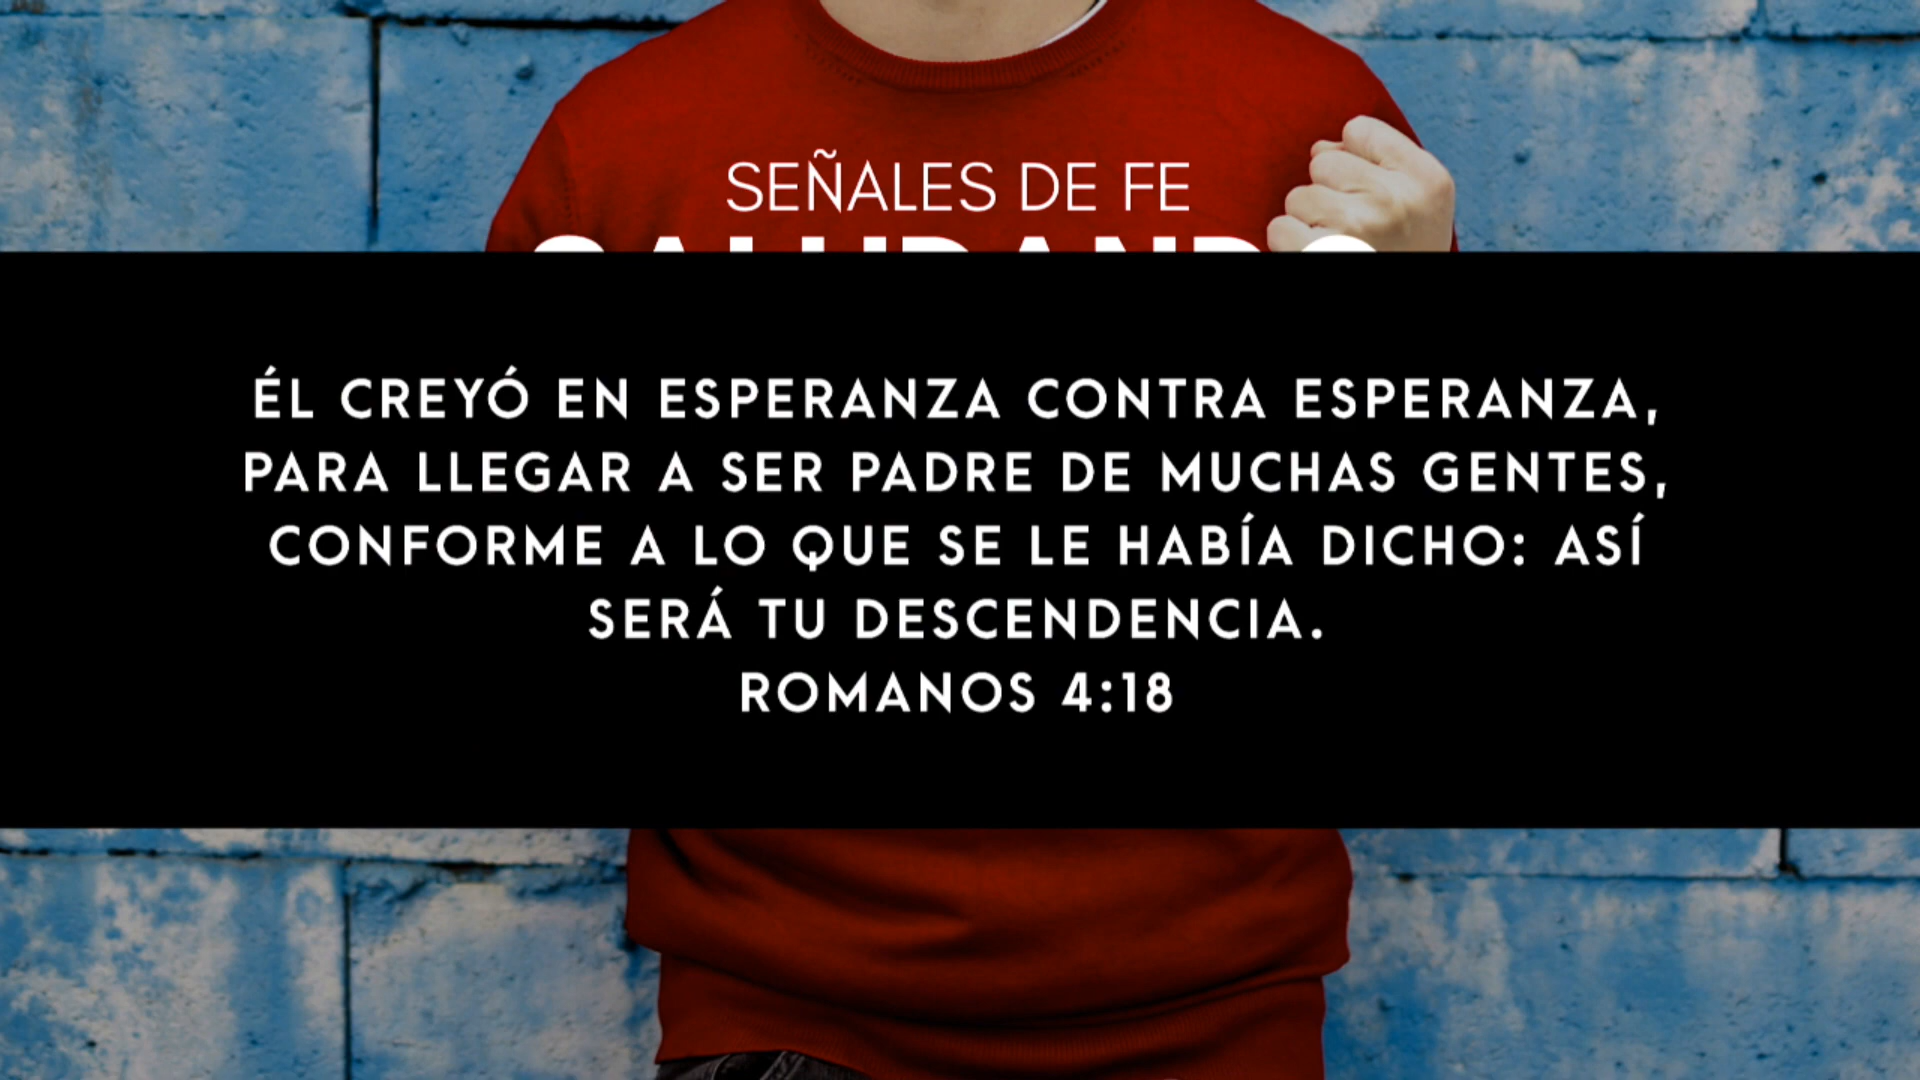 SEÑALES DE FE
ÉL CREYÓ EN ESPERANZA CONTRA ESPERANZA,
PARA LLEGAR A SER PADRE DE MUCHAS GENTES,
CONFORME A LO QUE SE LE HABÍA DICHO: ASÍ
SERÁ TU DESCENDENCIA.
ROMANOS 4:18